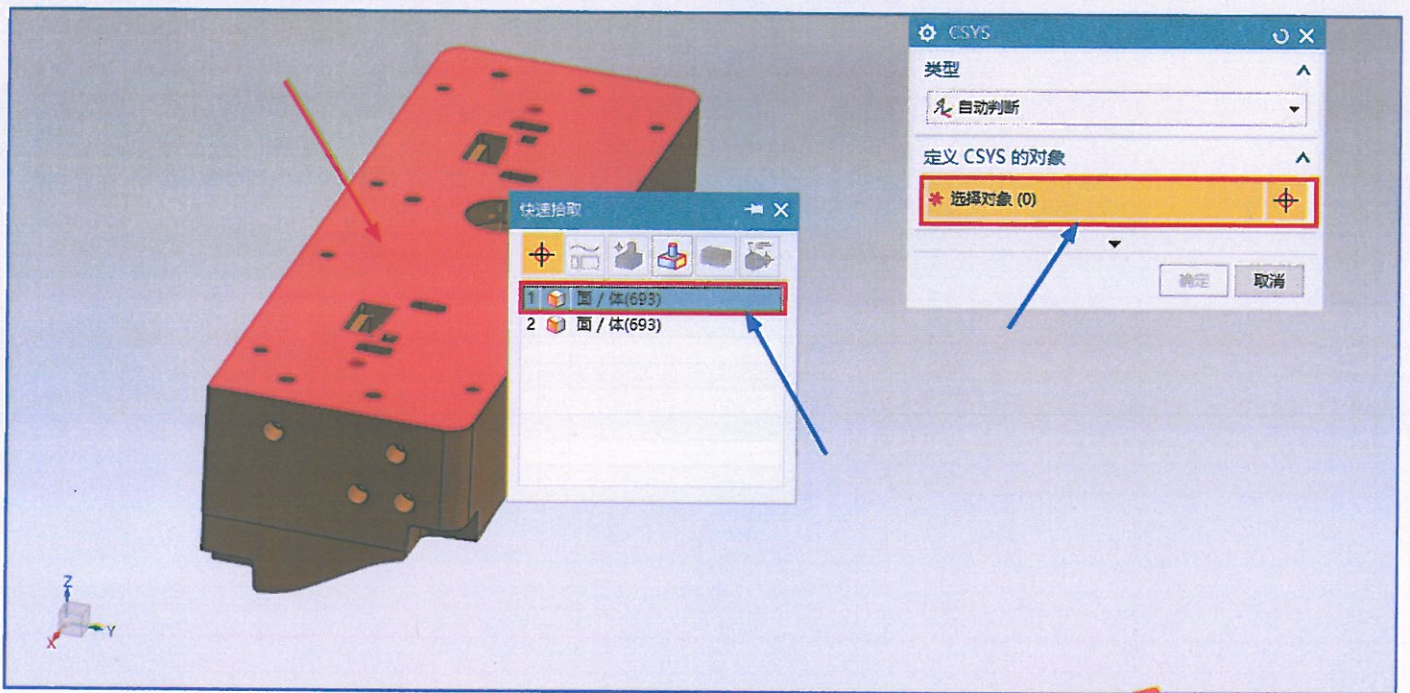 CSYS
类型
自动判断
定义 CSYS 的对象
* 选择对象 (0)
确定
取消
快速拾取
1 面 / 体(693)
2 面 / 体(693)
Z
Y
X